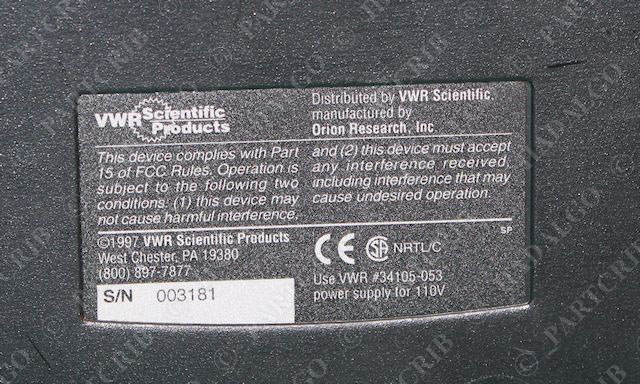 VWR Scientific
Products
Distributed by VWR Scientific
manufactured by
Orion Research, Inc
This device complies with Part
15 of FCC Rules. Operation is
subject to the following two
conditions. (1) this device may
not cause harmful interference.
and (2) this device must accept
any interference received,
including interference that may
cause undesired operation.
SP
©1997 VWR Scientific Products
West Chester, PA 19380
(800) 897-7877
S/N 003181
CE SA NRTL/C
Use VWR #34105-053
power supply for 110V
© PARTCRIB
© HADALGO